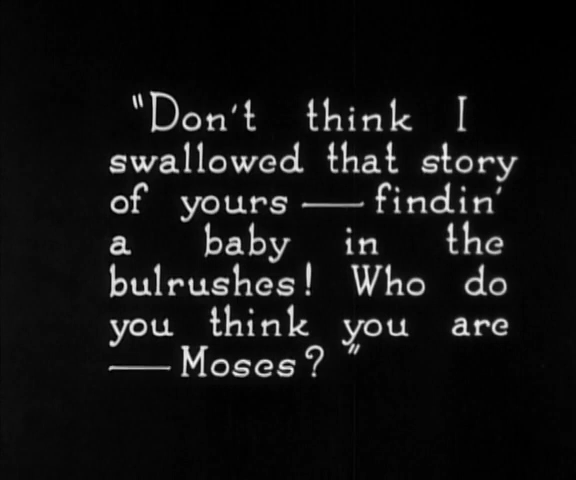 "Don't think I
swallowed that story
of yours — findin'
a baby in the
bulrushes! Who do
you think you are
— Moses?"